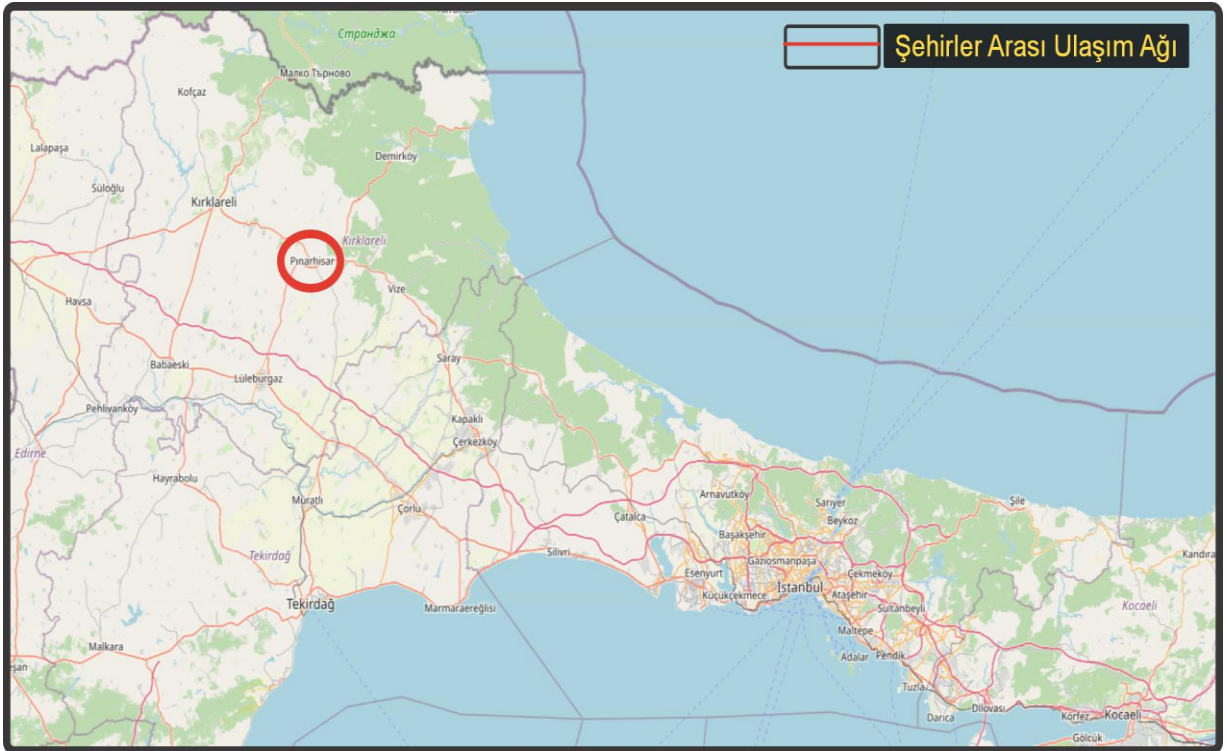 Странджа
Şehirler Arası Ulaşım Ağı
Малко Търново
Kofçaz
Lalapaşa
Demirköy
Süloğlu
Kırklareli
Kırklareli
Pınarhisar
Vize
Havsa
Saray
Babaeski
Lüleburgaz
Pehlivanköy
Kapaklı
Çerkezköy
Edirne
Hayrabolu
Muratlı
Çorlu
Arnavutköy
Sarıyer
Şile
Çatalca
Beykoz
Başakşehir
Silivri
Tekirdağ
Gaziosmanpaşa
Kandıra
Esenyurt
Çekmeköy
Küçükçekmece
İstanbul
Ataşehir
Tekirdağ
Marmaraereğlisi
Sultanbeyli
Kocaeli
Maltepe
Malkara
Adalar
Pendik
Tuzla
Dilovası
Darıca
Körfez
Kocaeli
Gölcük